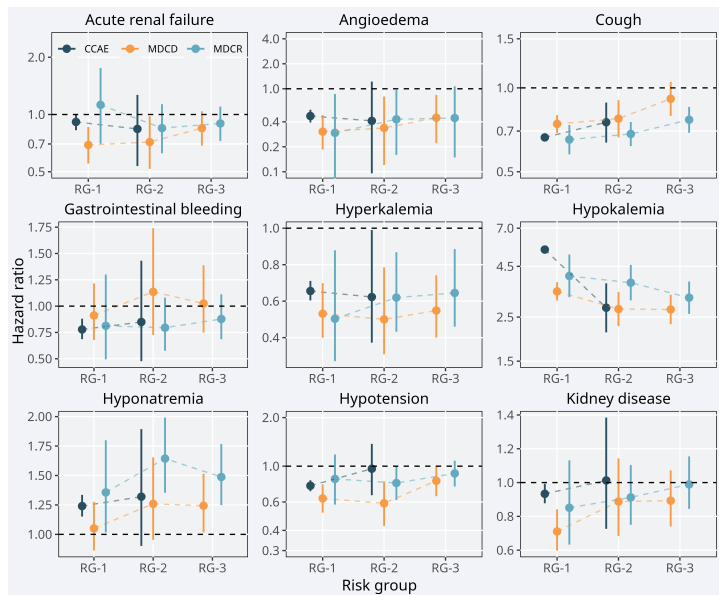 Acute renal failure
Angioedema
Cough
CCAE MDCD MDCR
2.0
1.0
0.7
0.5
4.0
2.0
1.0
0.4
0.2
0.1
1.5
1.0
0.7
0.5
RG-1 RG-2 RG-3
RG-1 RG-2 RG-3
RG-1 RG-2 RG-3
Gastrointestinal bleeding
Hyperkalemia
Hypokalemia
Hazard ratio
1.75
1.50
1.25
1.00
0.75
0.50
1.0
0.8
0.6
0.4
7.0
4.5
2.5
1.5
RG-1 RG-2 RG-3
RG-1 RG-2 RG-3
RG-1 RG-2 RG-3
Hyponatremia
Hypotension
Kidney disease
2.00
1.75
1.50
1.25
1.00
2.0
1.0
0.6
0.4
0.3
1.4
1.2
1.0
0.8
0.6
RG-1 RG-2 RG-3
RG-1 RG-2 RG-3
RG-1 RG-2 RG-3
Risk group